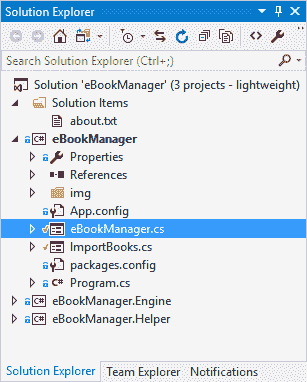 Solution Explorer
Search Solution Explorer (Ctrl+;)
Solution 'eBookManager' (3 projects - lightweight)
Solution Items
about.txt
C# eBookManager
Properties
References
img
App.config
eBookManager.cs
ImportBooks.cs
packages.config
C# Program.cs
C# eBookManager.Engine
C# eBookManager.Helper
Solution Explorer Team Explorer Notifications